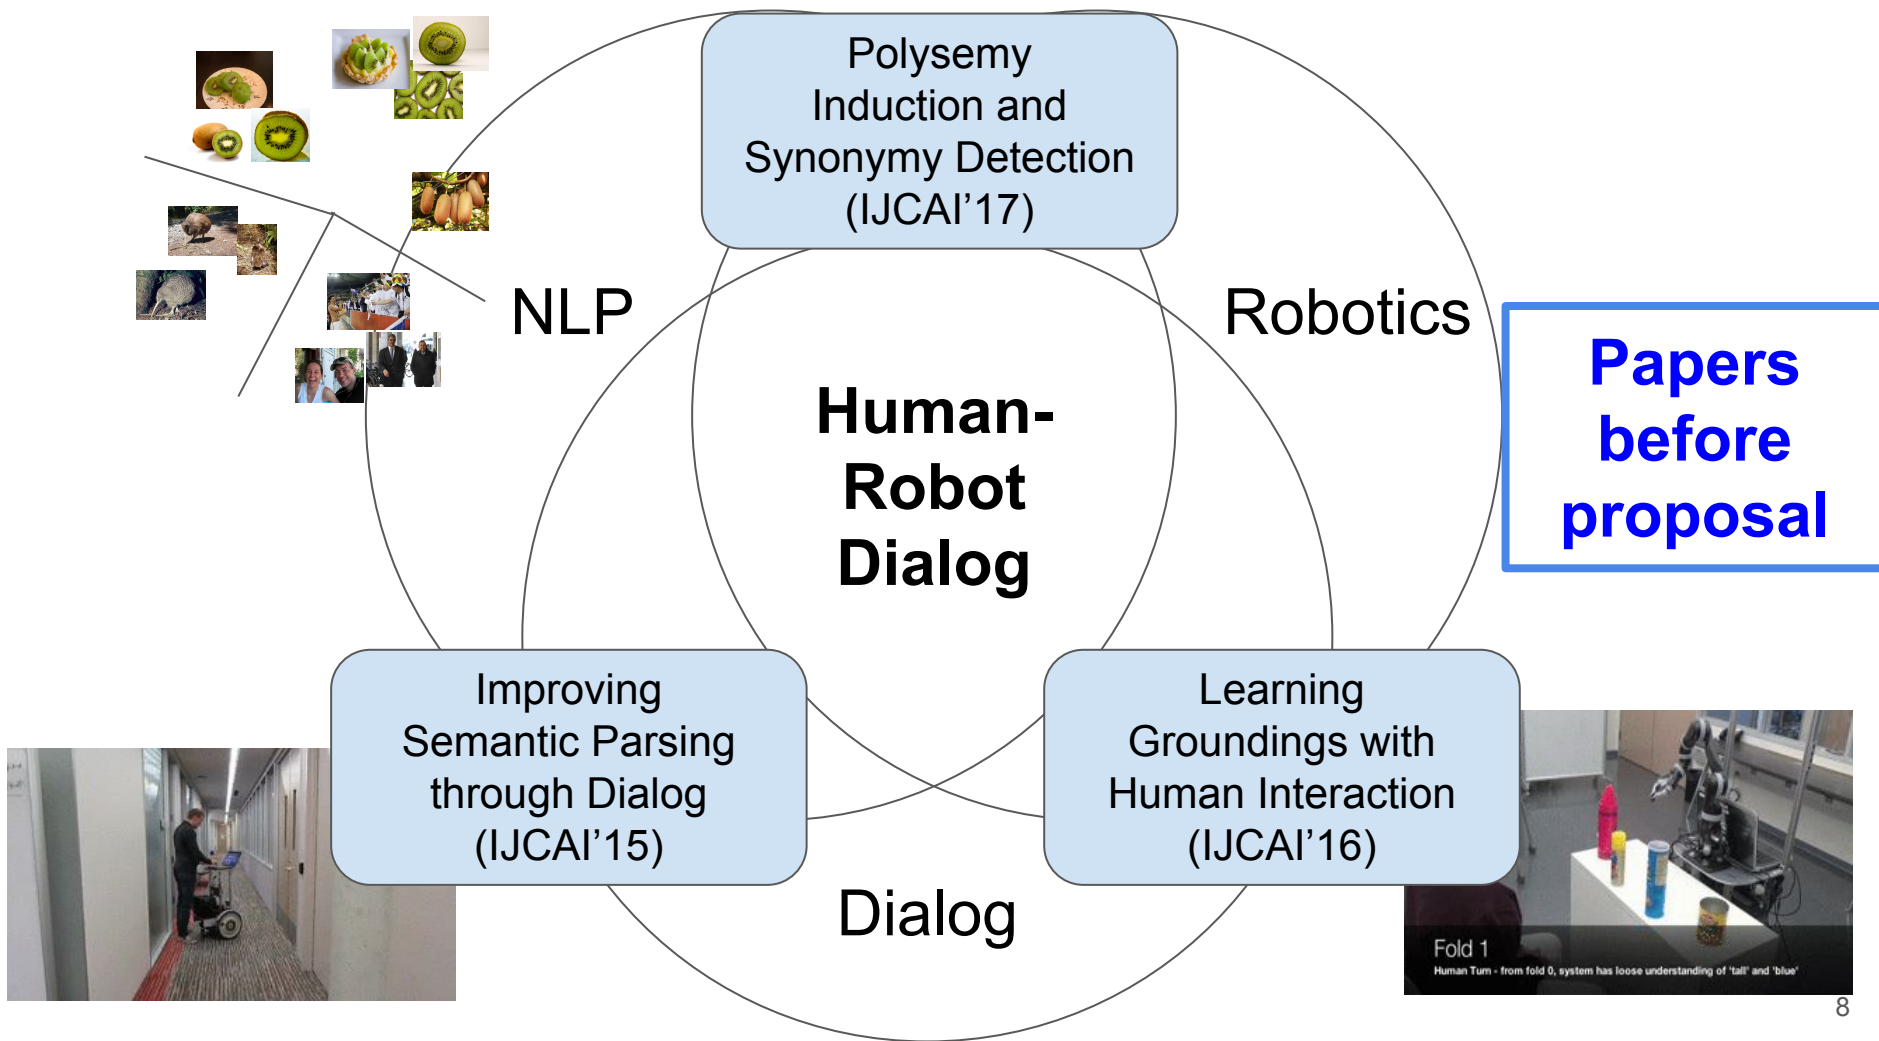 Polysemy
Induction and
Synonymy Detection
(IJCAI’17)
NLP
Robotics
Human-
Robot
Dialog
Papers
before
proposal
Improving
Semantic Parsing
through Dialog
(IJCAI’15)
Learning
Groundings with
Human Interaction
(IJCAI’16)
Dialog
Fold 1
Human Turn - from fold 0, system has loose understanding of 'tall' and 'blue'
8